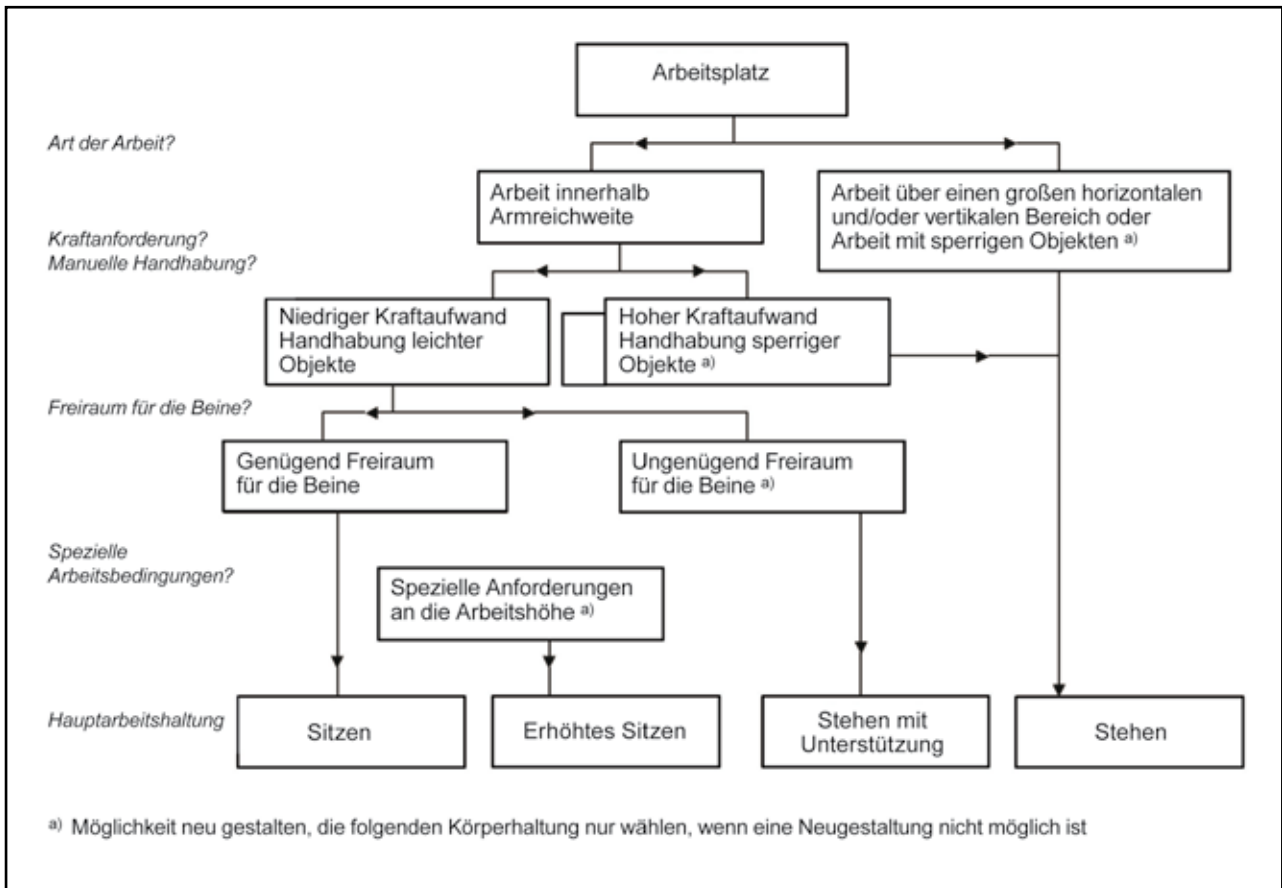 Arbeitsplatz
Art der Arbeit?
Arbeit innerhalb
Armreichweite
Arbeit über einen großen horizontalen
und/oder vertikalen Bereich oder
Arbeit mit sperrigen Objekten a)
Kraftanforderung?
Manuelle Handhabung?
Niedriger Kraftaufwand
Handhabung leichter
Objekte
Hoher Kraftaufwand
Handhabung sperriger
Objekte a)
Freiraum für die Beine?
Genügend Freiraum
für die Beine
Ungenügend Freiraum
für die Beine a)
Spezielle
Arbeitsbedingungen?
Spezielle Anforderungen
an die Arbeitshöhe a)
Hauptarbeitshaltung
Sitzen
Erhöhtes Sitzen
Stehen mit
Unterstützung
Stehen
a) Möglichkeit neu gestalten, die folgenden Körperhaltung nur wählen, wenn eine Neugestaltung nicht möglich ist